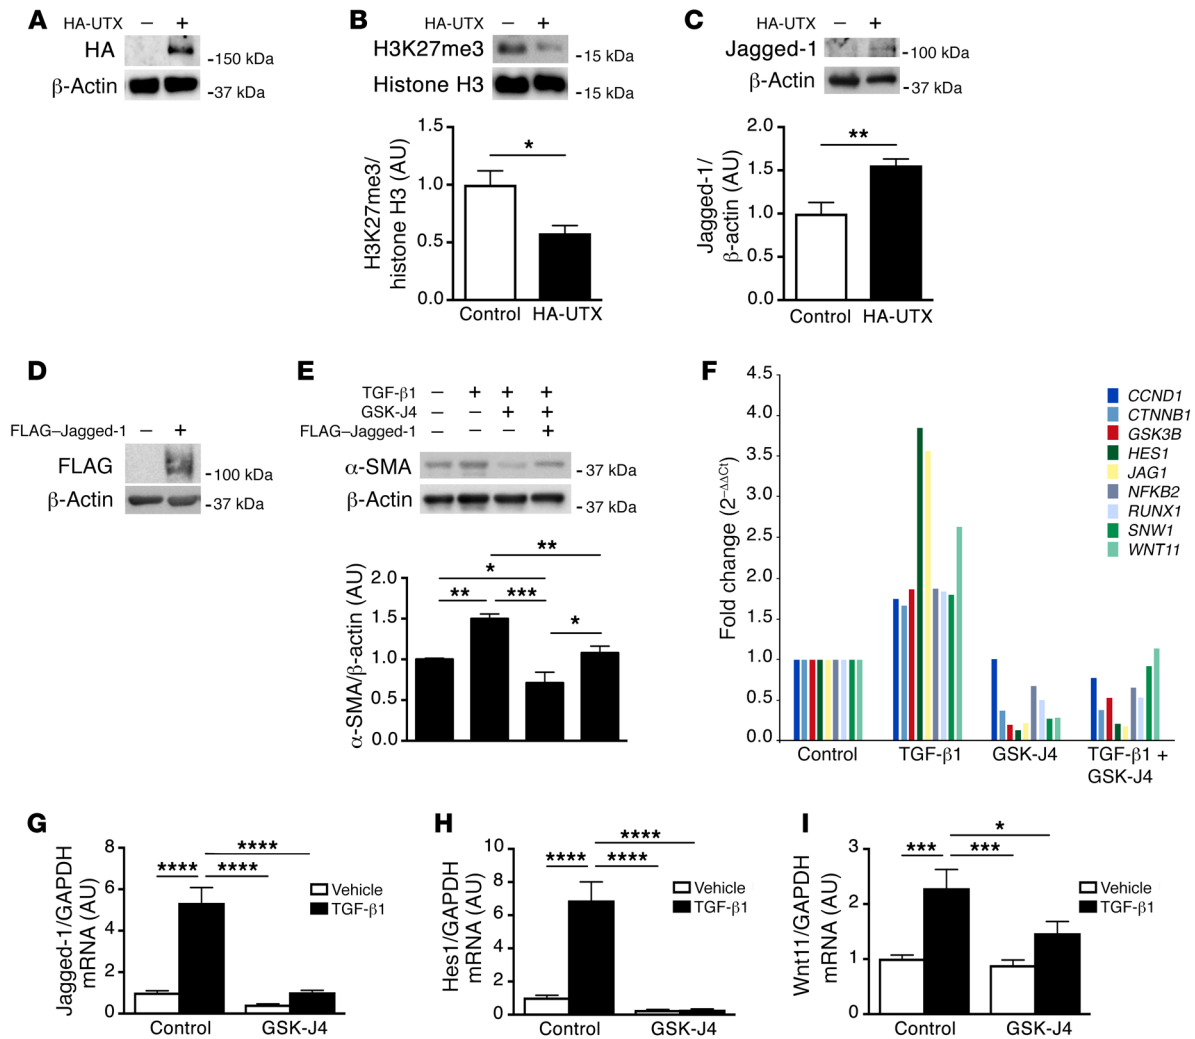 A
HA-UTX − +
HA
-150 kDa
β-Actin
-37 kDa
B
HA-UTX − +
H3K27me3
-15 kDa
Histone H3
-15 kDa
H3K27me3/
histone H3 (AU)
1.5
1.0
0.5
0.0
*
Control HA-UTX
C
HA-UTX − +
Jagged-1
-100 kDa
β-Actin
-37 kDa
Jagged-1/
β-actin (AU)
2.0
1.5
1.0
0.5
0.0
**
Control HA-UTX
D
FLAG–Jagged-1 − +
FLAG
-100 kDa
β-Actin
-37 kDa
E
TGF-β1 − + + +
GSK-J4 − − + +
FLAG–Jagged-1 − − − +
α-SMA
- 37 kDa
β-Actin
- 37 kDa
α-SMA/β-actin (AU)
2.0
1.5
1.0
0.5
0.0
**
*
** ***
*
F
Fold change (2−ΔΔCt)
4.5
4.0
3.5
3.0
2.5
2.0
1.5
1.0
0.5
0.0
CCND1
CTNNB1
GSK3B
HES1
JAG1
NFKB2
RUNX1
SNW1
WNT11
Control TGF-β1 GSK-J4 TGF-β1 +
GSK-J4
G
Jagged-1/GAPDH
mRNA (AU)
8
6
4
2
0
****
**** ****
Vehicle
TGF-β1
Control GSK-J4
H
Hes1/GAPDH
mRNA (AU)
10
8
6
4
2
0
****
**** ****
Vehicle
TGF-β1
Control GSK-J4
I
Wnt11/GAPDH
mRNA (AU)
3
2
1
0
*
*** ***
Vehicle
TGF-β1
Control GSK-J4